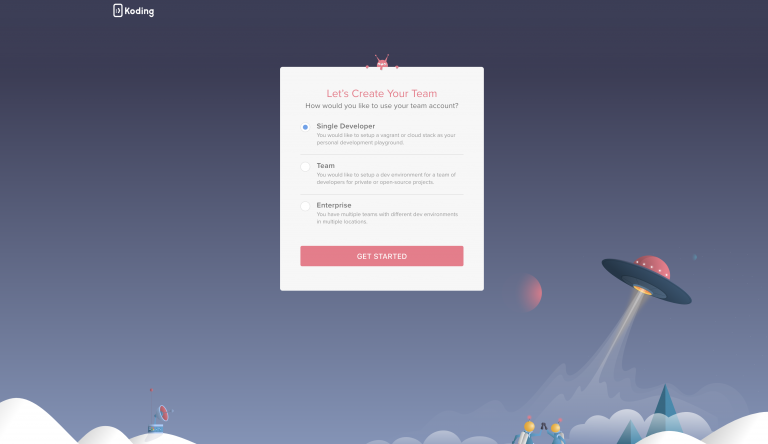 Koding
Let's Create Your Team
How would you like to use your team account?
Single Developer
You would like to setup a vagrant or cloud stack as your
personal development playground.
Team
You would like to setup a dev environment for a team of
developers for private or open-source projects.
Enterprise
You have multiple teams with different dev environments
in multiple locations.
GET STARTED